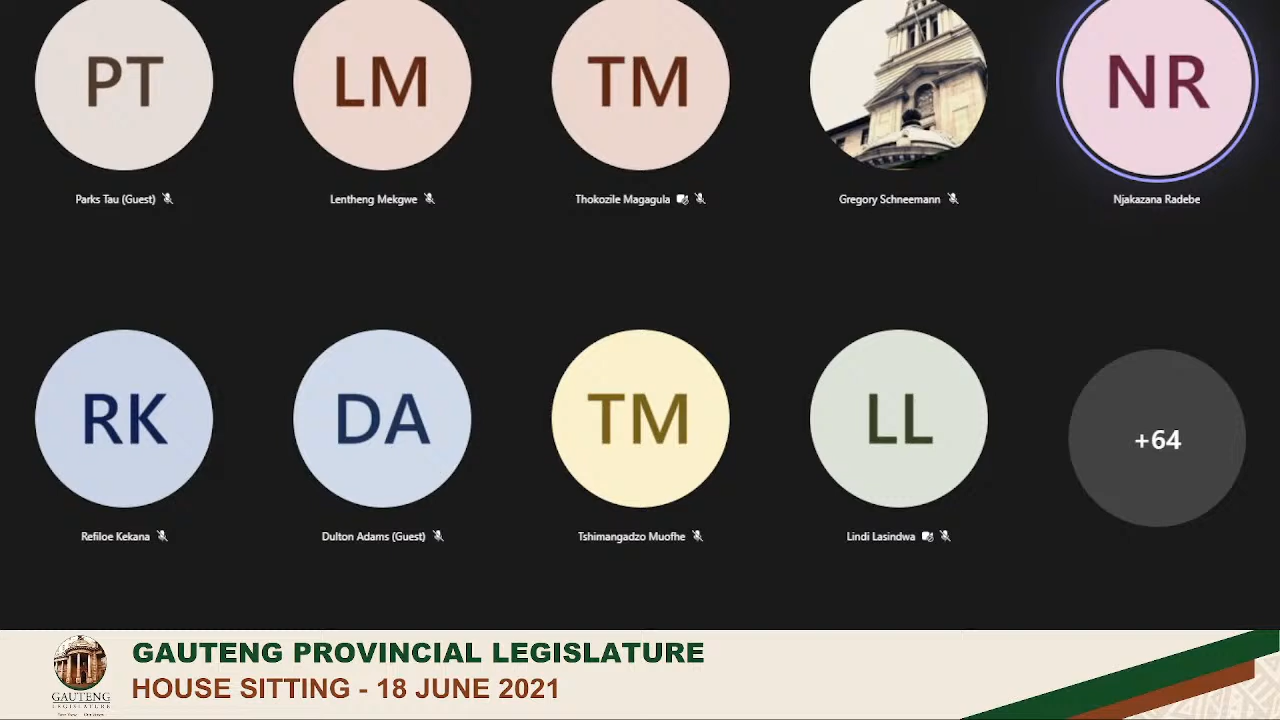 PT
LM
TM
NR
Parks Tau (Guest)
Lentheng Mekgwe
Thokozile Magagula
Gregory Schneemann
Njakazana Radebe
RK
DA
TM
LL
+64
Refiloe Kekana
Dulton Adams (Guest)
Tshimangadzo Muofhe
Lindi Lasindwa
GAUTENG PROVINCIAL LEGISLATURE
HOUSE SITTING - 18 JUNE 2021
GAUTENG
LEGISLATURE